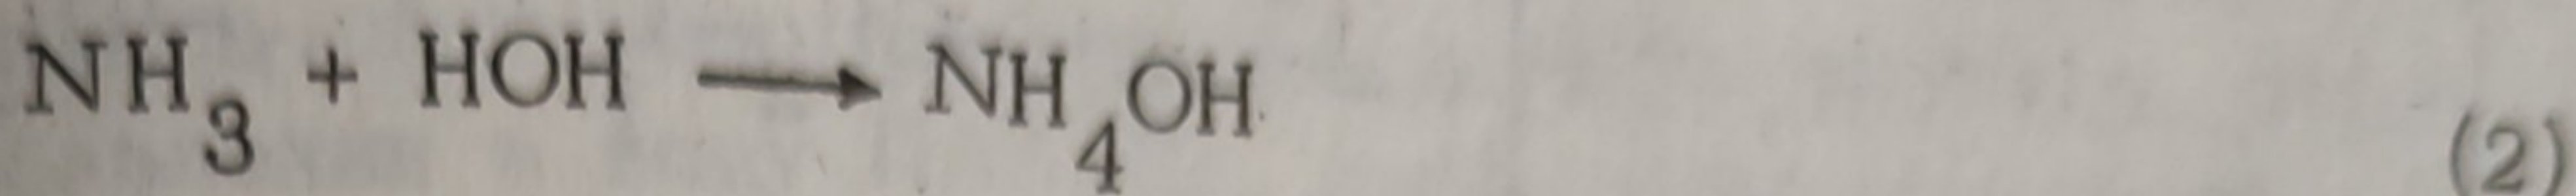 NH₃ + HOH ⟶ NH₄OH (2)